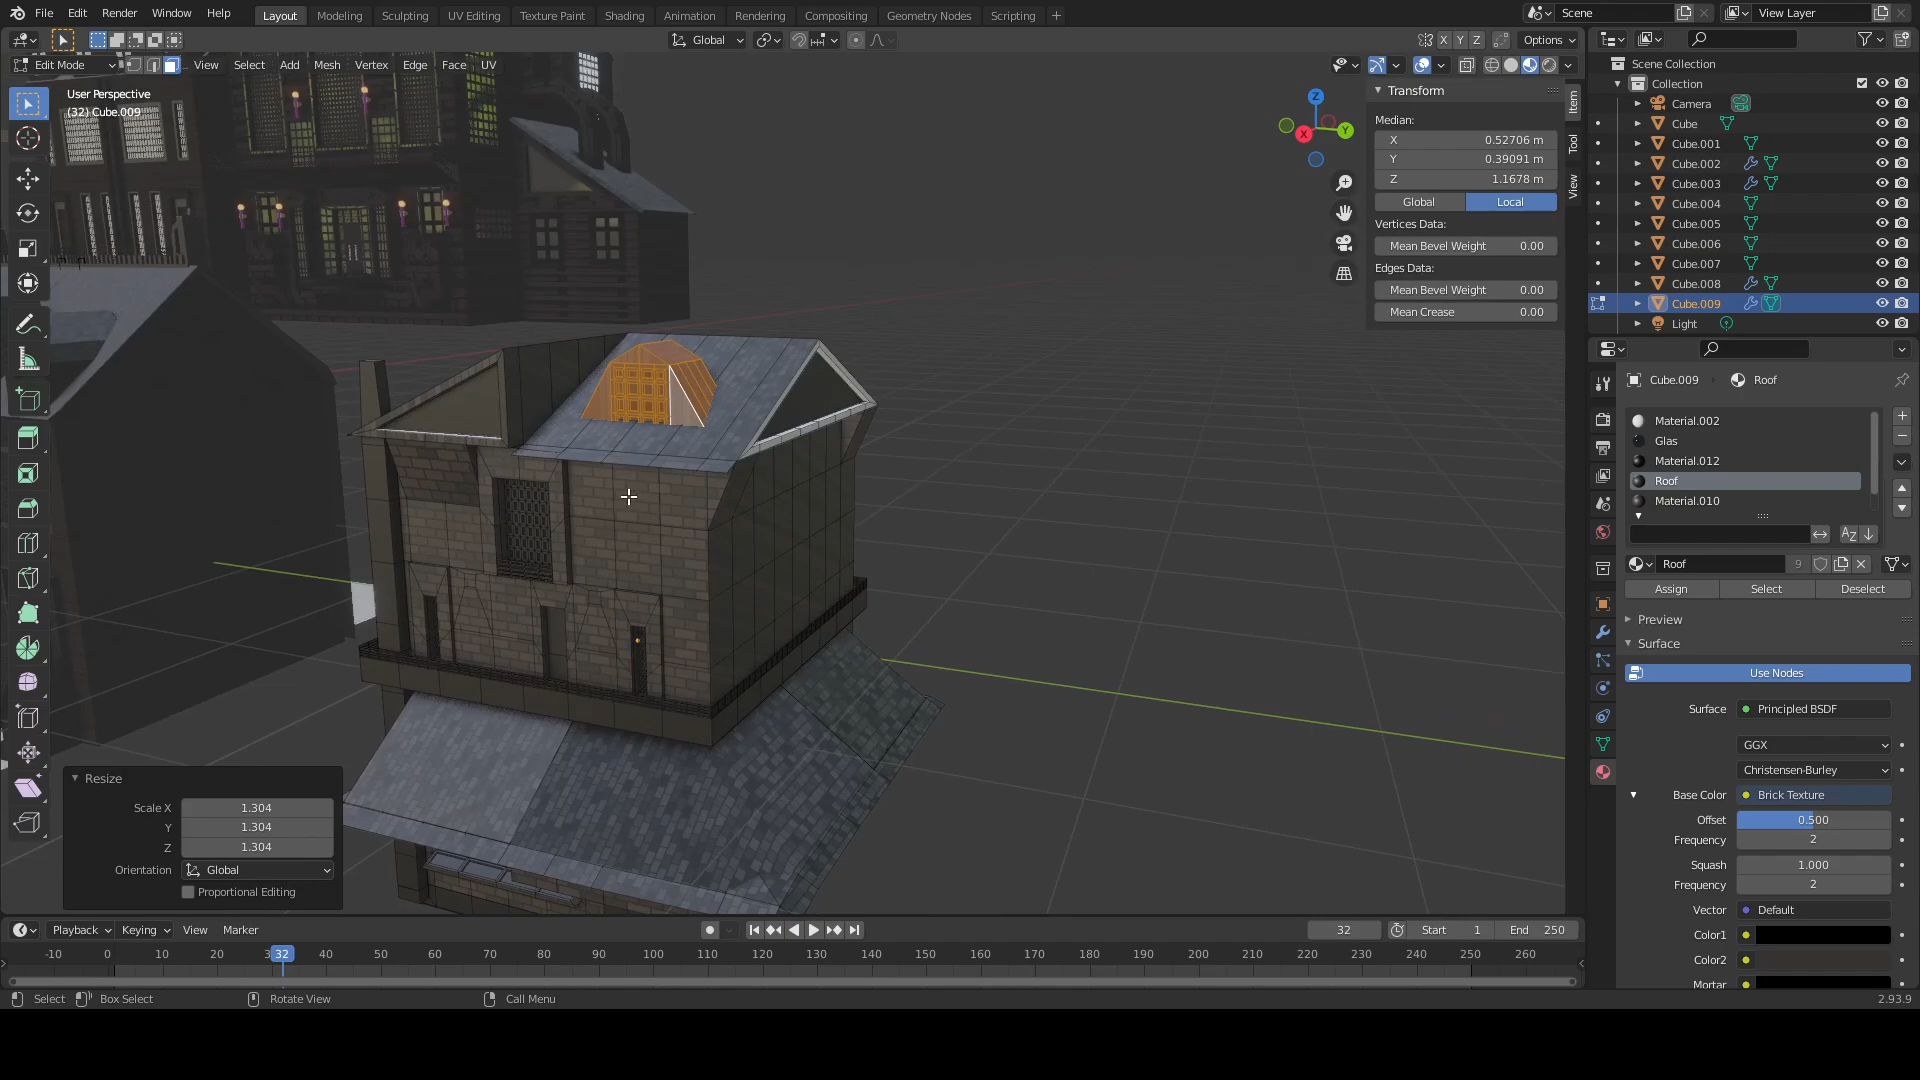 File Edit Render Window Help
Layout Modeling Sculpting UV Editing Texture Paint Shading Animation Rendering Compositing Geometry Nodes Scripting +
Scene
View Layer
Global
X Y Z
Options
Edit Mode
View Select Add Mesh Vertex Edge Face UV
User Perspective
(32) Cube.009
Z
X
Y
Transform
Median:
X 0.52706 m
Y 0.39091 m
Z 1.1678 m
Global Local
Vertices Data:
Mean Bevel Weight 0.00
Edges Data:
Mean Bevel Weight 0.00
Mean Crease 0.00
Item
Tool
View
Scene Collection
Collection
Camera
Cube
Cube.001
Cube.002
Cube.003
Cube.004
Cube.005
Cube.006
Cube.007
Cube.008
Cube.009
Light
Cube.009 Roof
Material.002
Glas
Material.012
Roof
Material.010
Roof 9
Assign Select Deselect
Preview
Surface
Use Nodes
Surface Principled BSDF
GGX
Christensen-Burley
Base Color Brick Texture
Offset 0.500
Frequency 2
Squash 1.000
Frequency 2
Vector Default
Color1
Color2
Mortar
Resize
Scale X 1.304
Y 1.304
Z 1.304
Orientation Global
Proportional Editing
Playback Keying View Marker
32 Start 1 End 250
-10 0 10 20 32 40 50 60 70 80 90 100 110 120 130 140 150 160 170 180 190 200 210 220 230 240 250 260
Select Box Select Rotate View Call Menu
2.93.9